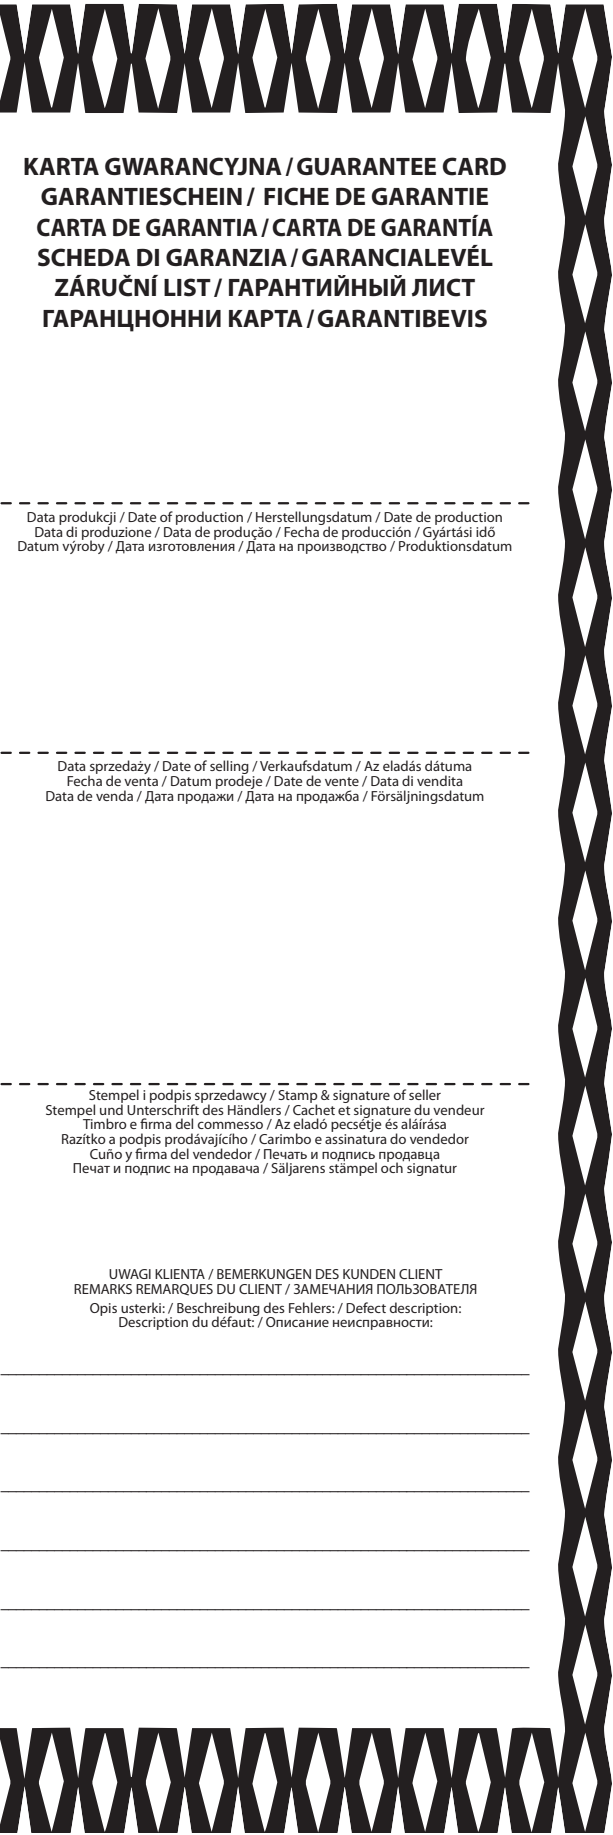 KARTA GWARANCYJNA / GUARANTEE CARD
GARANTIESCHEIN / FICHE DE GARANTIE
CARTA DE GARANTIA / CARTA DE GARANTÍA
SCHEDA DI GARANZIA / GARANCIALEVÉL
ZÁRUČNÍ LIST / ГАРАНТИЙНЫЙ ЛИСТ
ГАРАНЦНОННИ КАРТА / GARANTIBEVIS
Data produkcji / Date of production / Herstellungsdatum / Date de production
Data di produzione / Data de produção / Fecha de producción / Gyártási idő
Datum výroby / Дата изготовления / Дата на производство / Produktionsdatum
Data sprzedaży / Date of selling / Verkaufsdatum / Az eladás dátuma
Fecha de venta / Datum prodeje / Date de vente / Data di vendita
Data de venda / Дата продажи / Дата на продажба / Försäljningsdatum
Stempel i podpis sprzedawcy / Stamp & signature of seller
Stempel und Unterschrift des Händlers / Cachet et signature du vendeur
Timbro e firma del commesso / Az eladó pecsétje és aláírása
Razítko a podpis prodávajícího / Carimbo e assinatura do vendedor
Cuño y firma del vendedor / Печать и подпись продавца
Печат и подпис на продавача / Säljarens stämpel och signatur
UWAGI KLIENTA / BEMERKUNGEN DES KUNDEN CLIENT
REMARKS REMARQUES DU CLIENT / ЗАМЕЧАНИЯ ПОЛЬЗОВАТЕЛЯ
Opis usterki: / Beschreibung des Fehlers: / Defect description:
Description du défaut: / Описание неисправности: